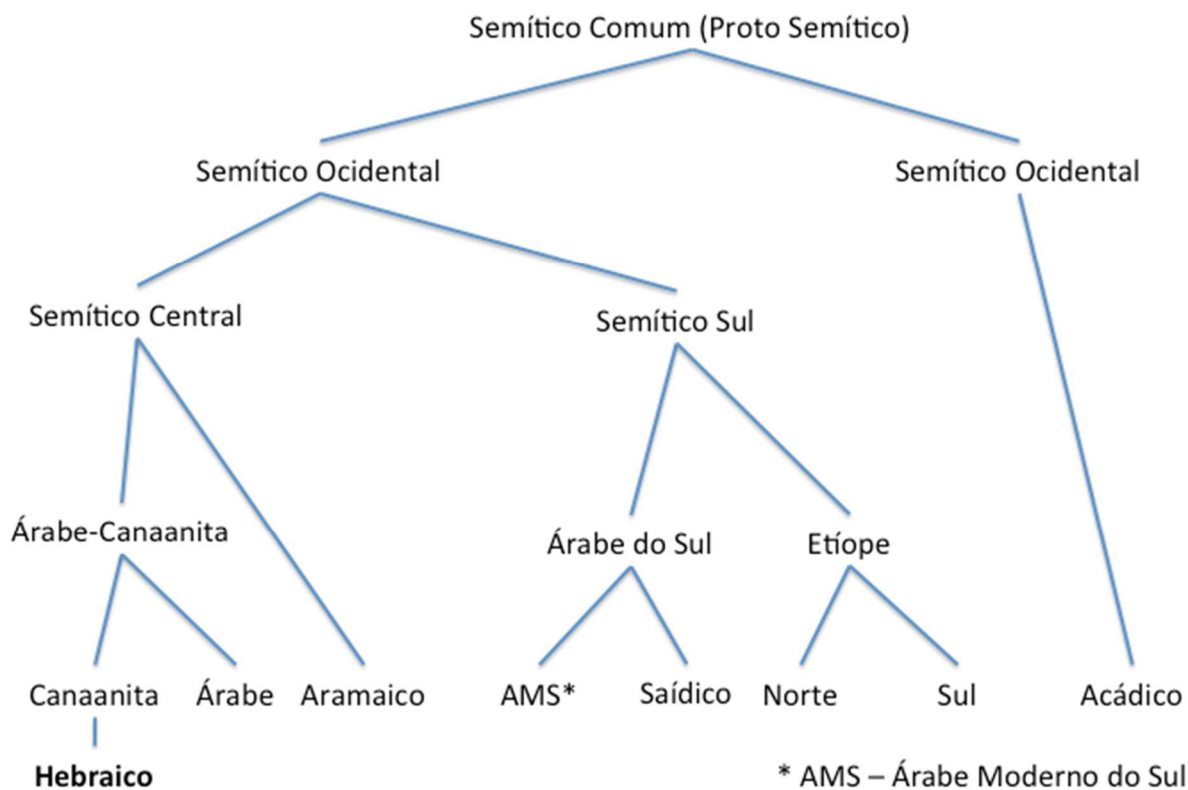 Semítico Comum (Proto Semítico)
Semítico Ocidental
Semítico Ocidental
Semítico Central
Semítico Sul
Árabe-Canaanita
Árabe do Sul
Etíope
Canaanita
Árabe
Aramaico
AMS*
Saídico
Norte
Sul
Acádico
Hebraico
* AMS – Árabe Moderno do Sul